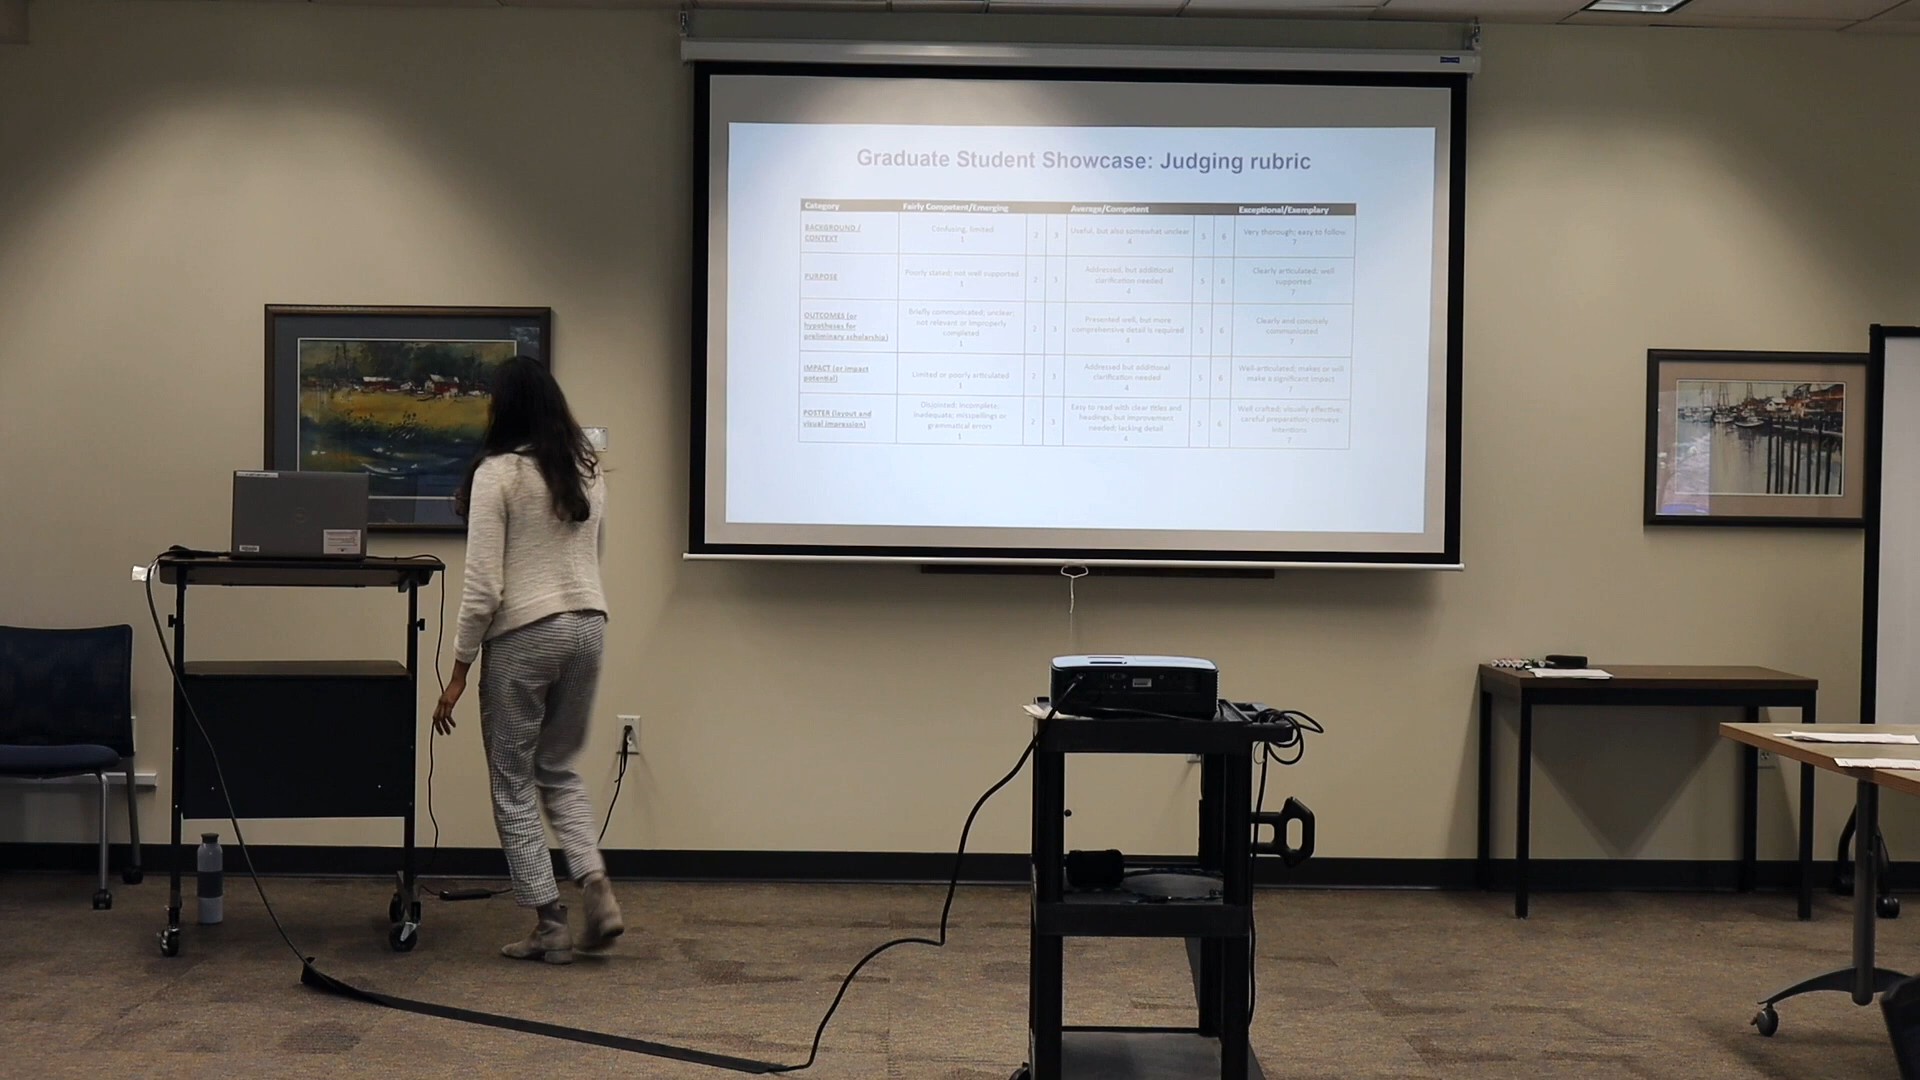 Graduate Student Showcase: Judging rubric
Category Fairly Competent/Emerging Average/Competent Exceptional/Exemplary
BACKGROUND /
CONTEXT
Confusing, limited
1
2
3
Useful, but also somewhat unclear
4
5
6
Very thorough; easy to follow
7
PURPOSE
Poorly stated; not well supported
1
2
3
Addressed, but additional
clarification needed
4
5
6
Clearly articulated; well
supported
7
OUTCOMES (or
hypotheses for
preliminary scholarship)
Briefly communicated; unclear;
not relevant or improperly
completed
1
2
3
Presented well, but more
comprehensive detail is required
4
5
6
Clearly and concisely
communicated
7
IMPACT (or impact
potential)
Limited or poorly articulated
1
2
3
Addressed but additional
clarification needed
4
5
6
Well-articulated; makes or will
make a significant impact
7
POSTER (layout and
visual impression)
Disjointed; incomplete;
inadequate; misspellings or
grammatical errors
1
2
3
Easy to read with clear titles and
headings, but improvement
needed; lacking detail
4
5
6
Well crafted; visually effective;
careful preparation; conveys
intentions
7